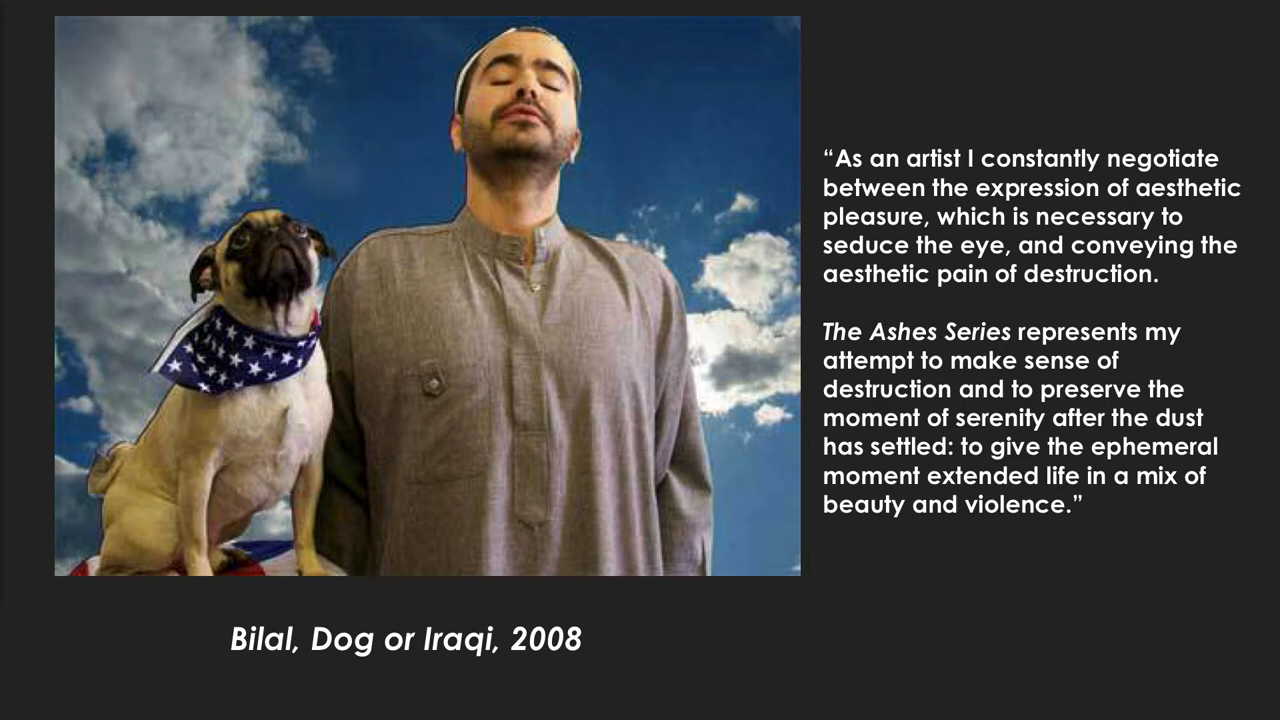 “As an artist I constantly negotiate
between the expression of aesthetic
pleasure, which is necessary to
seduce the eye, and conveying the
aesthetic pain of destruction.
The Ashes Series represents my
attempt to make sense of
destruction and to preserve the
moment of serenity after the dust
has settled: to give the ephemeral
moment extended life in a mix of
beauty and violence.”
Bilal, Dog or Iraqi, 2008